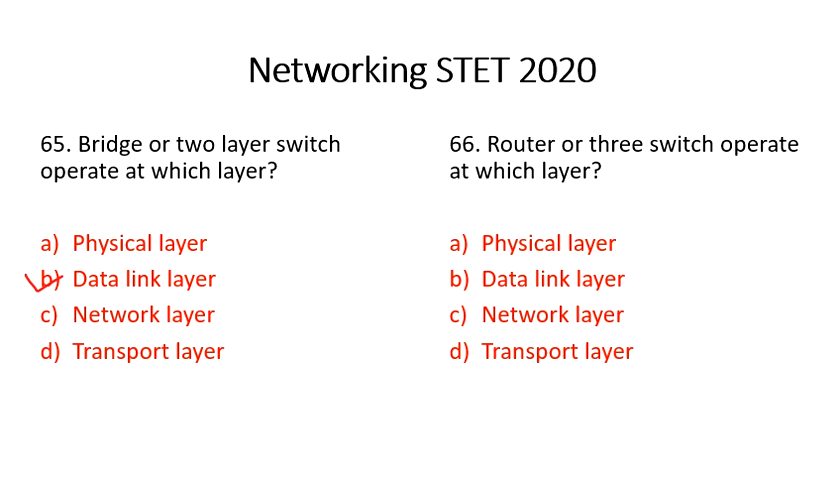 Networking STET 2020
65. Bridge or two layer switch
operate at which layer?
a) Physical layer
b) Data link layer
c) Network layer
d) Transport layer
66. Router or three switch operate
at which layer?
a) Physical layer
b) Data link layer
c) Network layer
d) Transport layer